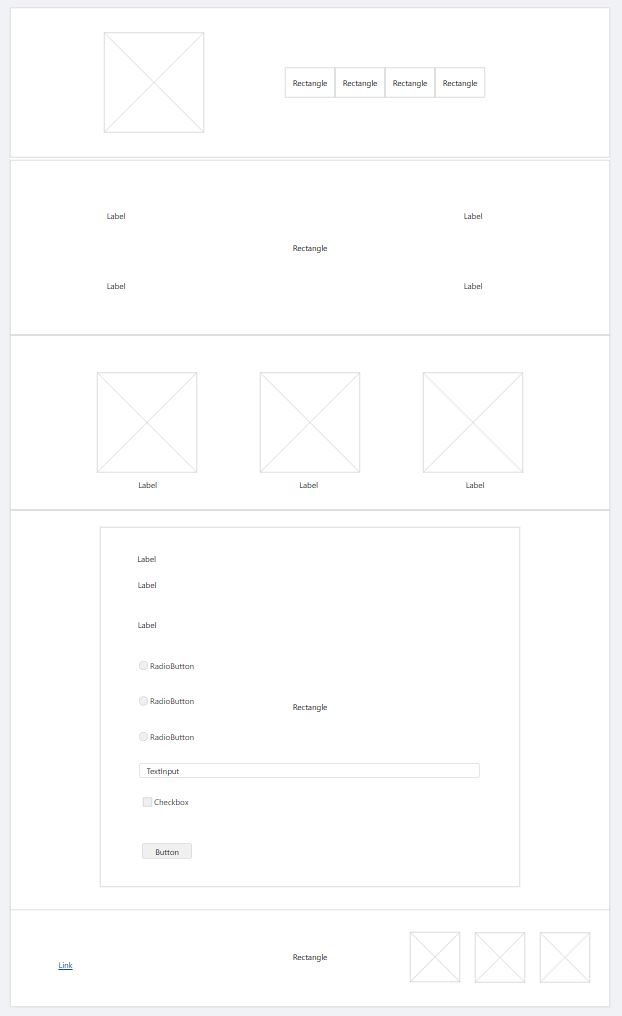 Rectangle Rectangle Rectangle Rectangle
Label Label
Rectangle
Label Label
Label Label Label
Label
Label
Label
RadioButton
RadioButton
Rectangle
RadioButton
TextInput
Checkbox
Button
Rectangle
Link